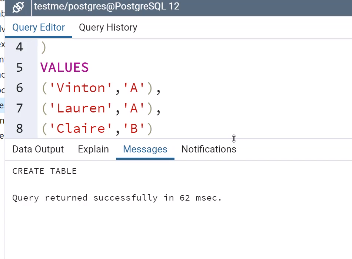 testme/postgres@PostgreSQL 12
Query Editor Query History
4 )
5 VALUES
6 ('Vinton','A'),
7 ('Lauren','A'),
8 ('Claire','B')
Data Output Explain Messages Notifications
CREATE TABLE
Query returned successfully in 62 msec.